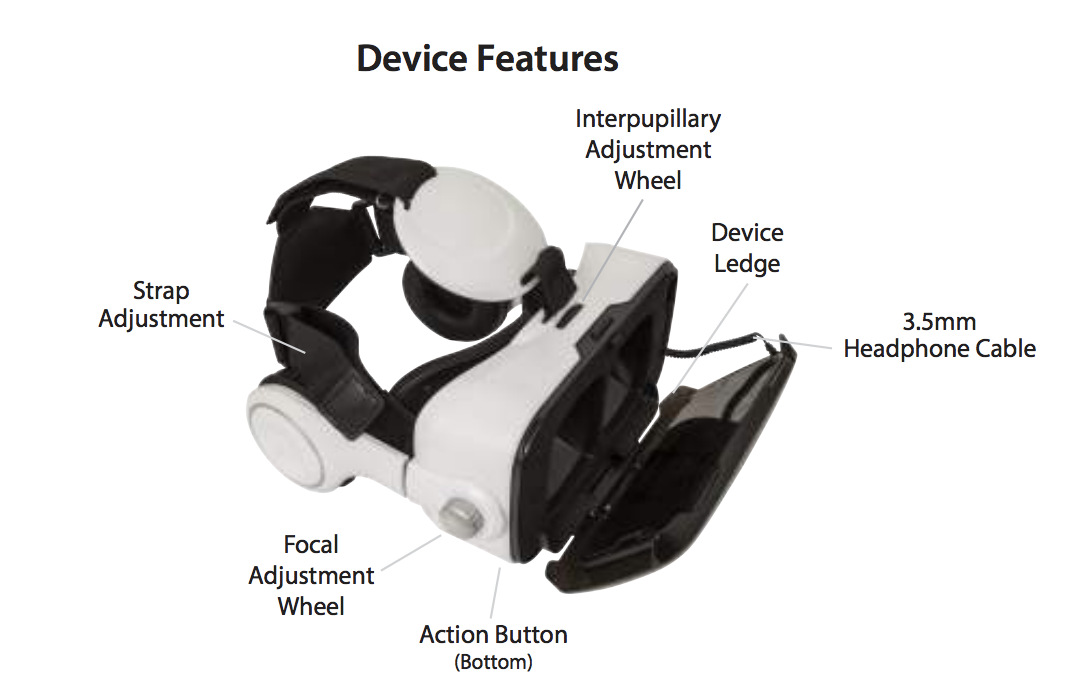 Device Features
Interpupillary
Adjustment
Wheel
Device
Ledge
Strap
Adjustment
3.5mm
Headphone Cable
Focal
Adjustment
Wheel
Action Button
(Bottom)